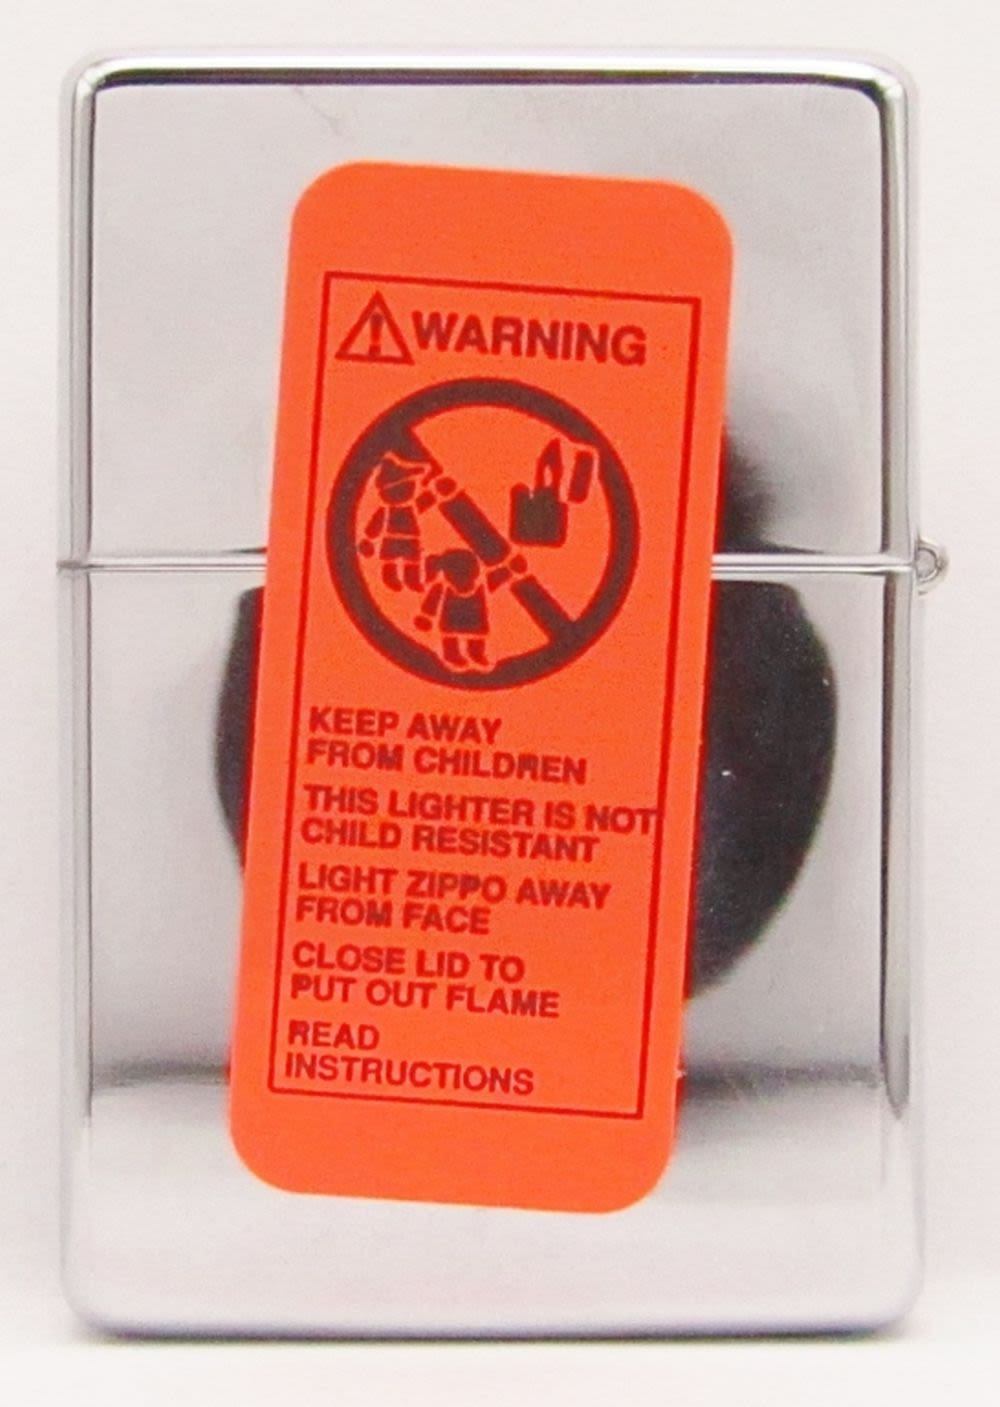 WARNING
KEEP AWAY
FROM CHILDREN
THIS LIGHTER IS NOT
CHILD RESISTANT
LIGHT ZIPPO AWAY
FROM FACE
CLOSE LID TO
PUT OUT FLAME
READ
INSTRUCTIONS